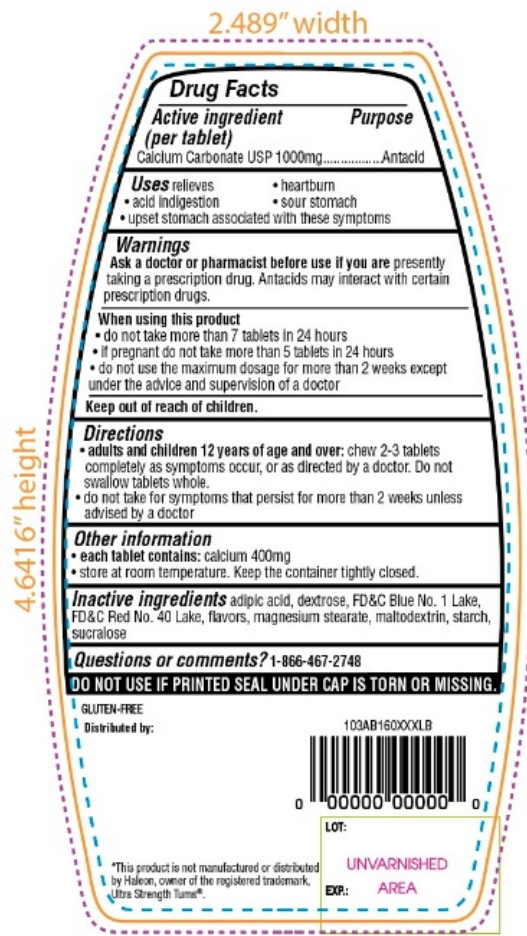 2.489” width
4.6416” height
Drug Facts
Active ingredient Purpose
(per tablet)
Calcium Carbonate USP 1000mg.................Antacid
Uses relieves • heartburn
• acid indigestion • sour stomach
• upset stomach associated with these symptoms
Warnings
Ask a doctor or pharmacist before use if you are presently
taking a prescription drug. Antacids may interact with certain
prescription drugs.
When using this product
• do not take more than 7 tablets in 24 hours
• if pregnant do not take more than 5 tablets in 24 hours
• do not use the maximum dosage for more than 2 weeks except
under the advice and supervision of a doctor
Keep out of reach of children.
Directions
• adults and children 12 years of age and over: chew 2-3 tablets
completely as symptoms occur, or as directed by a doctor. Do not
swallow tablets whole.
• do not take for symptoms that persist for more than 2 weeks unless
advised by a doctor
Other information
• each tablet contains: calcium 400mg
• store at room temperature. Keep the container tightly closed.
Inactive ingredients adipic acid, dextrose, FD&C Blue No. 1 Lake,
FD&C Red No. 40 Lake, flavors, magnesium stearate, maltodextrin, starch,
sucralose
Questions or comments? 1-866-467-2748
DO NOT USE IF PRINTED SEAL UNDER CAP IS TORN OR MISSING.
GLUTEN-FREE
Distributed by:
103AB160XXXLB
0 00000 00000 0
*This product is not manufactured or distributed
by Haleon, owner of the registered trademark,
Ultra Strength Tums®.
LOT:
UNVARNISHED
EXP.: AREA